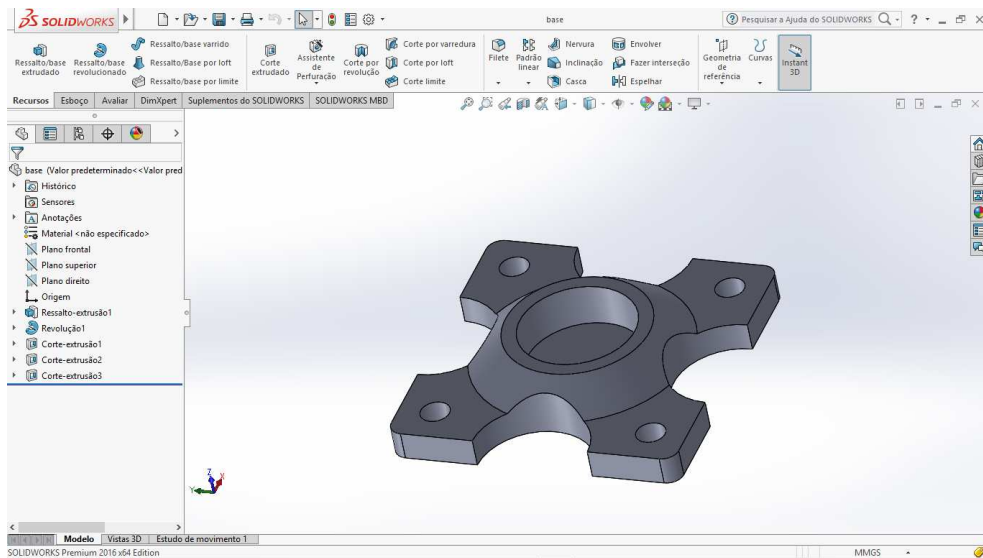 SOLIDWORKS
base
Pesquisar a Ajuda do SOLIDWORKS
Ressalto/base extrudado
Ressalto/base revolucionado
Ressalto/base varrido
Ressalto/base por loft
Ressalto/base por limite
Corte extrudado
Assistente de Perfuração
Corte por revolução
Corte por varredura
Corte por loft
Corte limite
Filete
Padrão linear
Nervura
Inclinação
Casca
Envolver
Fazer interseção
Espelhar
Geometria de referência
Curvas
Instant 3D
Recursos
Esboço
Avaliar
DimXpert
Suplementos do SOLIDWORKS
SOLIDWORKS MBD
base (Valor predeterminado<<Valor pred
Histórico
Sensores
Anotações
Material <não especificado>
Plano frontal
Plano superior
Plano direito
Origem
Ressalto-extrusão1
Revolução1
Corte-extrusão1
Corte-extrusão2
Corte-extrusão3
Z
X
Y
Modelo
Vistas 3D
Estudo de movimento 1
SOLIDWORKS Premium 2016 x64 Edition
MMGS